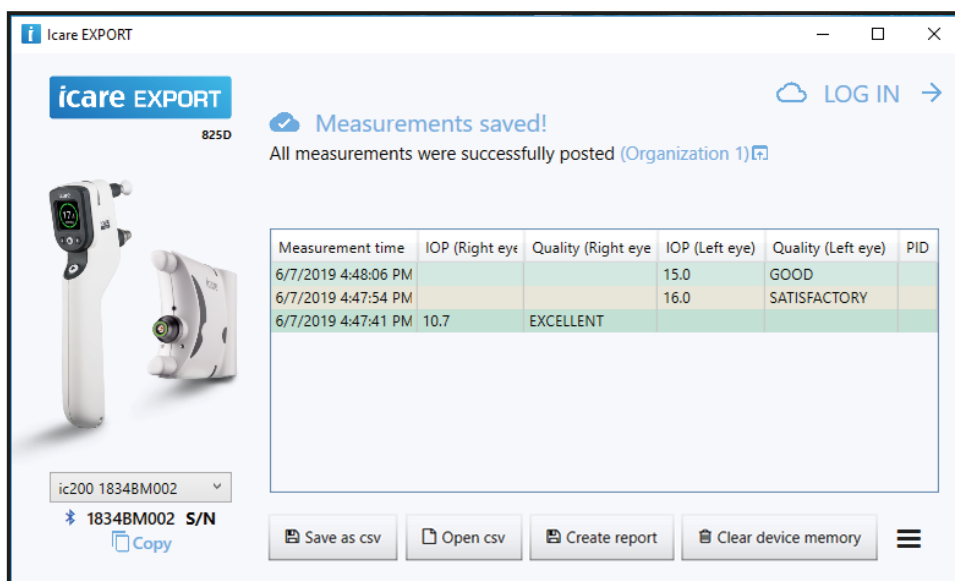 Icare EXPORT
icare EXPORT
825D
LOG IN
Measurements saved!
All measurements were successfully posted (Organization 1)
Measurement time IOP (Right eye Quality (Right eye IOP (Left eye) Quality (Left eye) PID
6/7/2019 4:48:06 PM 15.0 GOOD
6/7/2019 4:47:54 PM 16.0 SATISFACTORY
6/7/2019 4:47:41 PM 10.7 EXCELLENT
ic200 1834BM002
1834BM002 S/N
Copy
Save as csv Open csv Create report Clear device memory